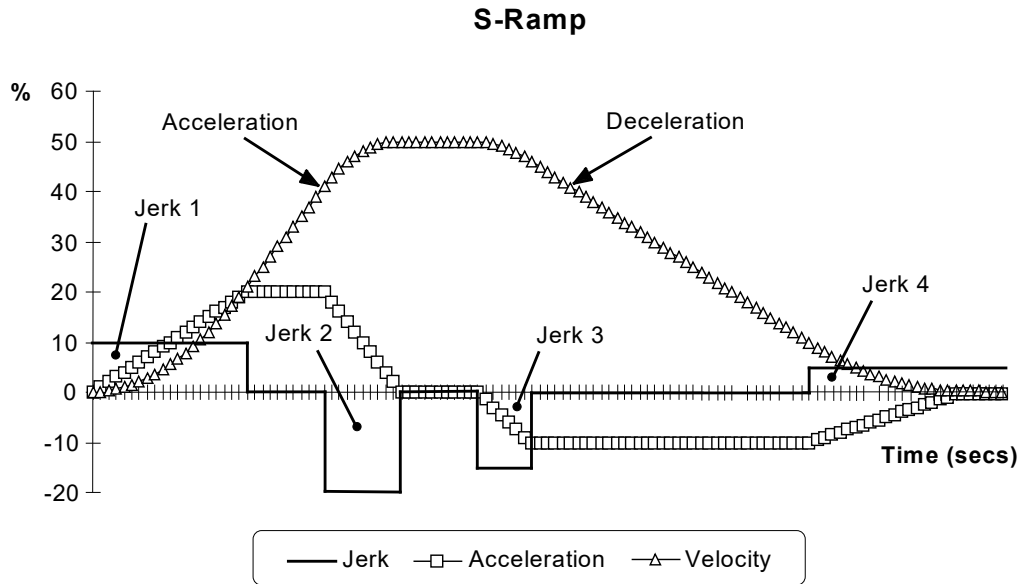 S-Ramp
%
60
50
40
30
20
10
0
-10
-20
Acceleration
Deceleration
Jerk 1
Jerk 2
Jerk 3
Jerk 4
Time (secs)
Jerk Acceleration Velocity